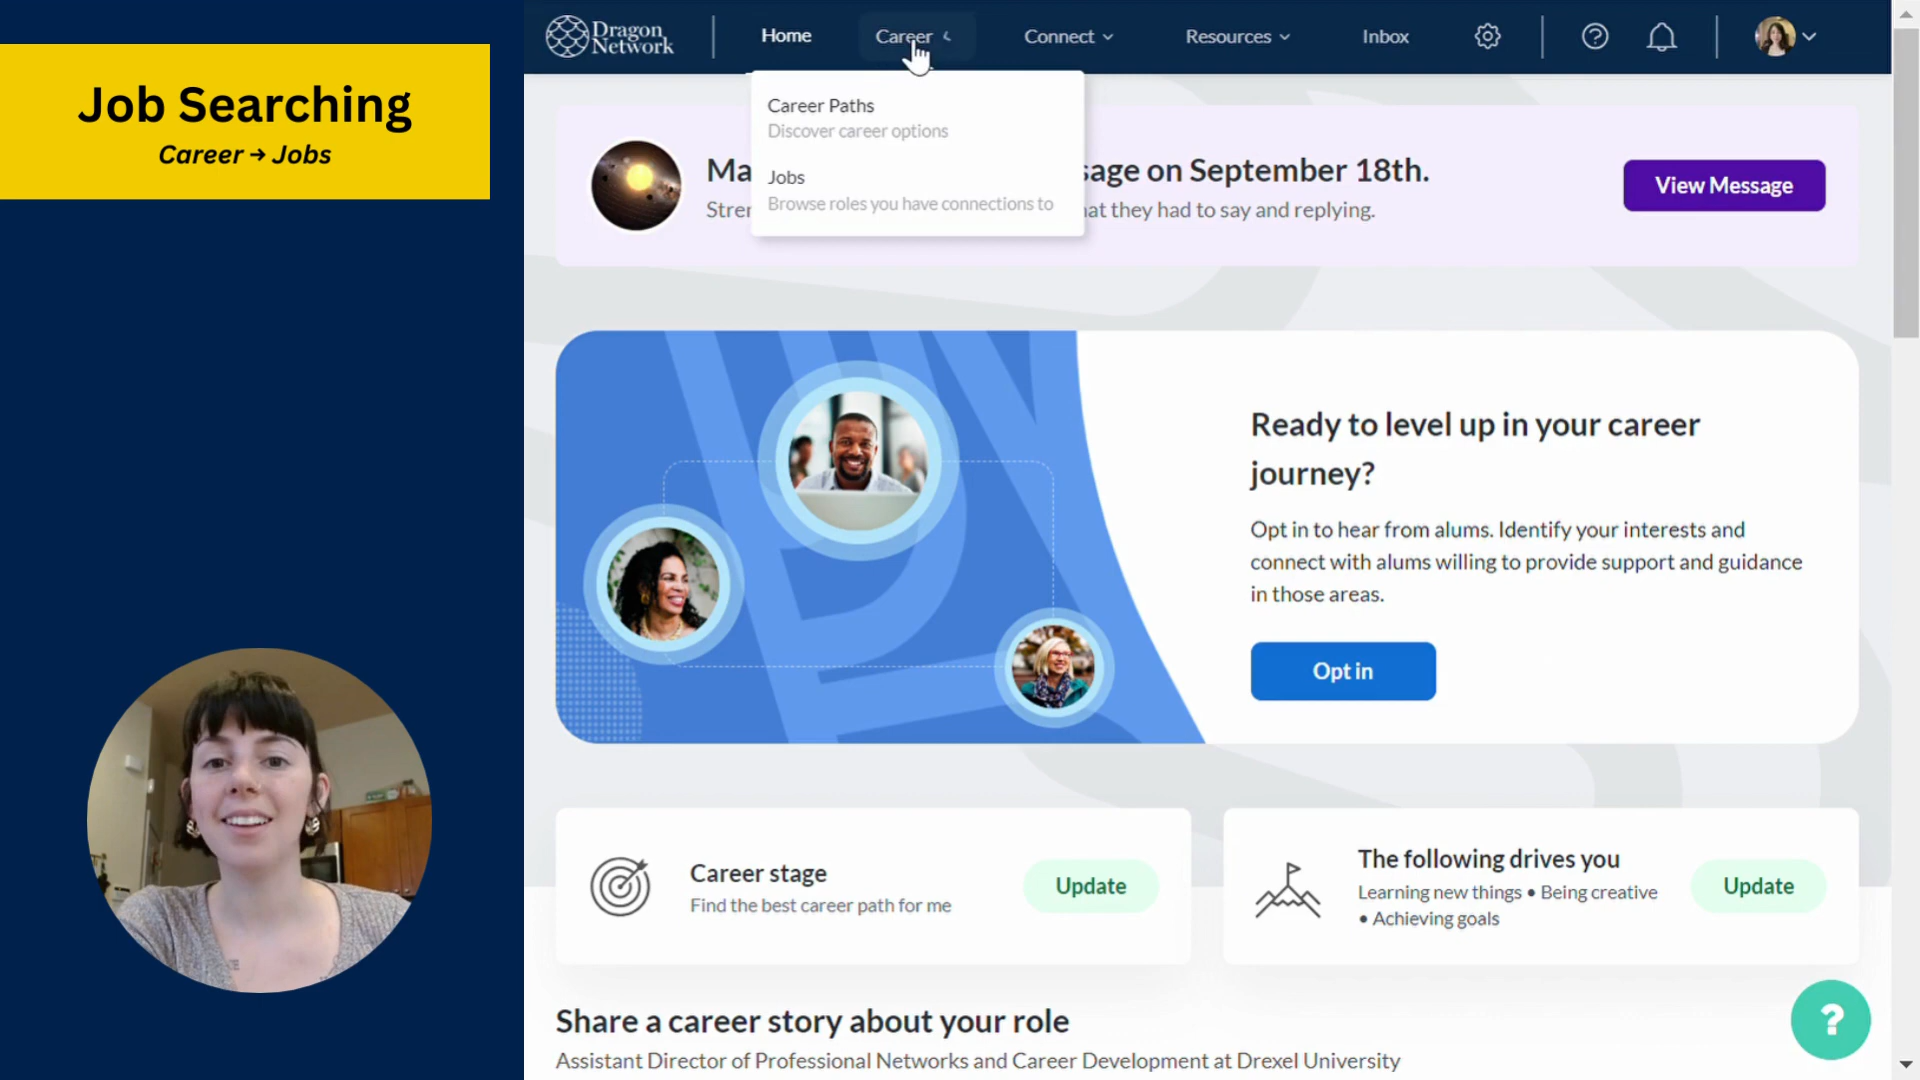 Job Searching
Career → Jobs
Dragon
Network
Home
Career
Connect
Resources
Inbox
Career Paths
Discover career options
Jobs
Browse roles you have connections to
Ma
sage on September 18th.
Stren
at they had to say and replying.
View Message
Ready to level up in your career
journey?
Opt in to hear from alums. Identify your interests and
connect with alums willing to provide support and guidance
in those areas.
Opt in
Career stage
Find the best career path for me
Update
The following drives you
Learning new things • Being creative
• Achieving goals
Update
Share a career story about your role
Assistant Director of Professional Networks and Career Development at Drexel University
?